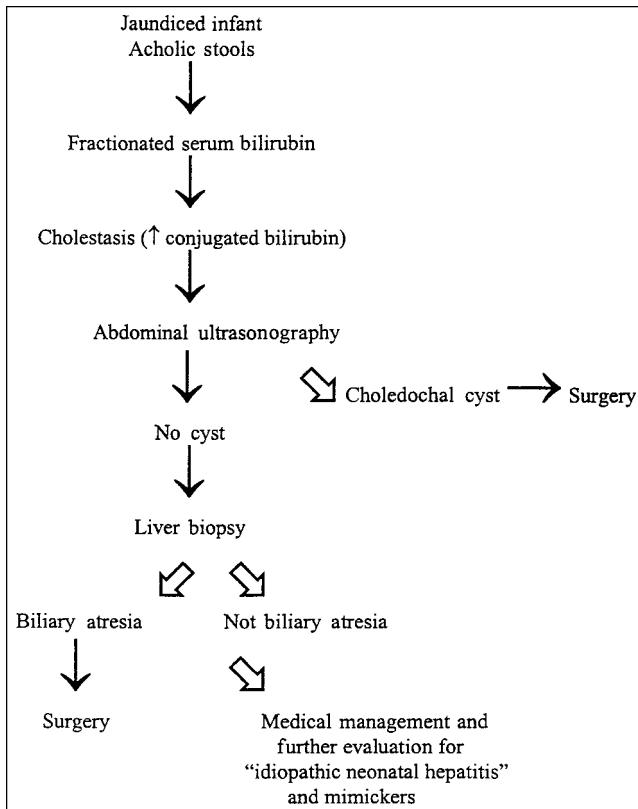 Jaundiced infant
Acholic stools
Fractionated serum bilirubin
Cholestasis (↑ conjugated bilirubin)
Abdominal ultrasonography
Choledochal cyst
Surgery
No cyst
Liver biopsy
Biliary atresia
Not biliary atresia
Surgery
Medical management and
further evaluation for
“idiopathic neonatal hepatitis”
and mimickers